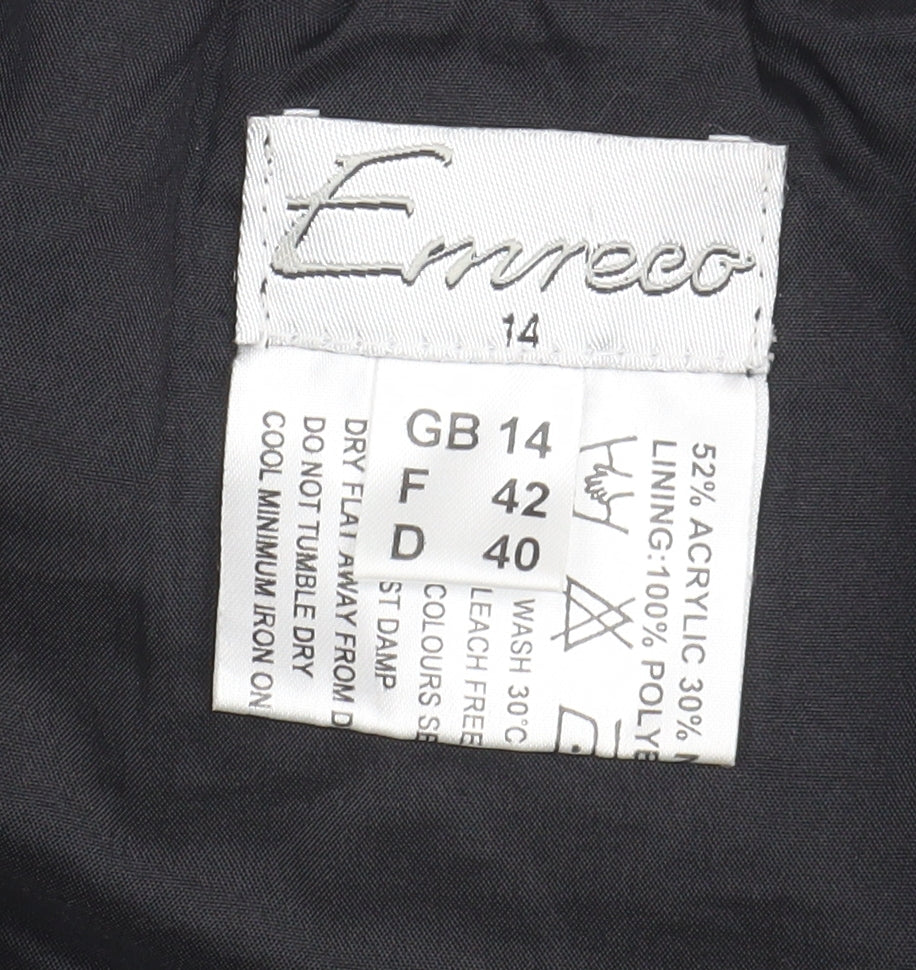 Emreco
14
GB 14
F 42
D 40
52% ACRYLIC 30%
LINING:100% POLYE
WASH 30°C
LEACH FREE
COLOURS SE
ST DAMP
DRY FLAT AWAY FROM D
DO NOT TUMBLE DRY
COOL MINIMUM IRON ON